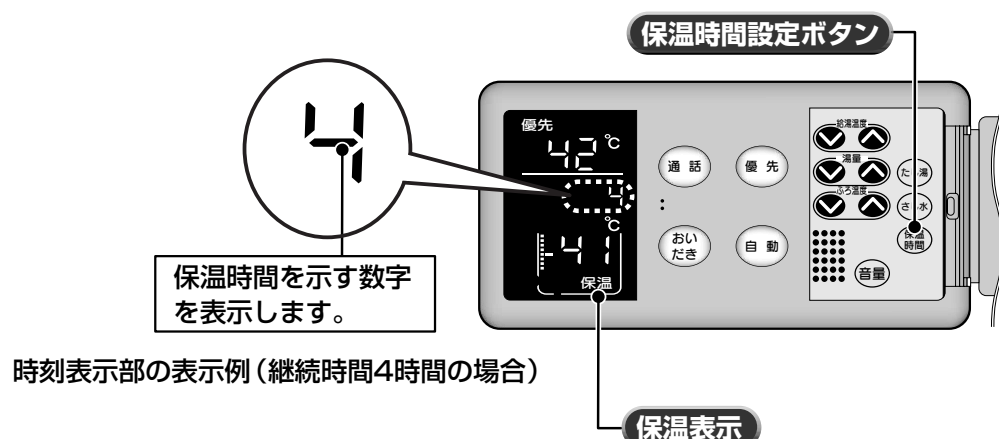 保温時間設定ボタン
4
優先
42℃
4
℃
41
保温
通話
優先
:
おい
だき
自動
給湯温度
湯量
ふろ温度
たし湯
さし水
保温
時間
音量
保温時間を示す数字
を表示します。
時刻表示部の表示例(継続時間4時間の場合)
保温表示